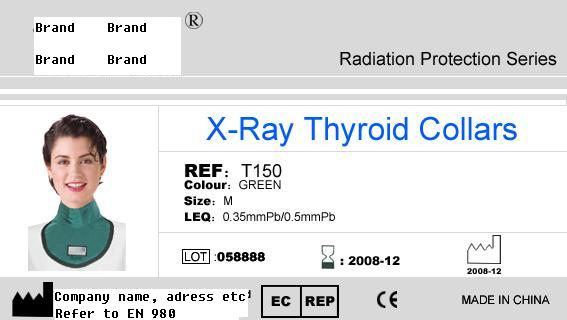 Brand Brand
®
Brand Brand
Radiation Protection Series
X-Ray Thyroid Collars
REF: T150
Colour: GREEN
Size: M
LEQ: 0.35mmPb/0.5mmPb
LOT :058888
: 2008-12
2008-12
Company name, adress etc
Refer to EN 980
EC REP
CE
MADE IN CHINA